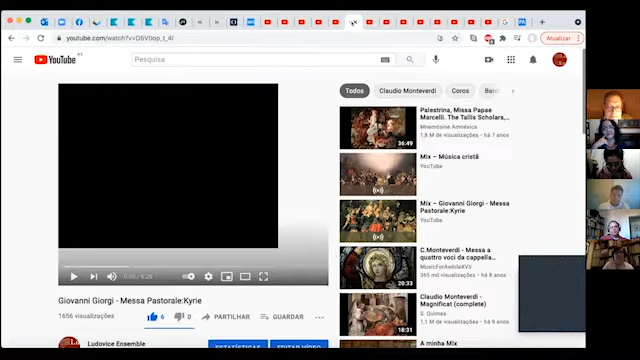 youtube.com/watch?v=D5V0op_t_4I
Atualizar
YouTube PT
Pesquisa
Todos
Claudio Monteverdi
Coros
0:00 / 6:26
Giovanni Giorgi - Messa Pastorale:Kyrie
1656 visualizações
6
0
PARTILHAR
GUARDAR
Ludovice Ensemble
ESTATÍSTICAS
EDITAR VÍDEO
Palestrina, Missa Papae
Marcelli. The Tallis Scholars,...
Mnemósine Amnésica
1,8 M de visualizações • há 7 anos
36:49
Mix – Música cristã
YouTube
Mix – Giovanni Giorgi - Messa
Pastorale:Kyrie
YouTube
C.Monteverdi - Messa a
quattro voci da cappella...
MusicForAwhileXVII
365 mil visualizações • há 8 anos
20:33
Claudio Monteverdi -
Magnificat (complete)
S. Quimas
1,1 M de visualizações • há 9 anos
18:31
A minha Mix